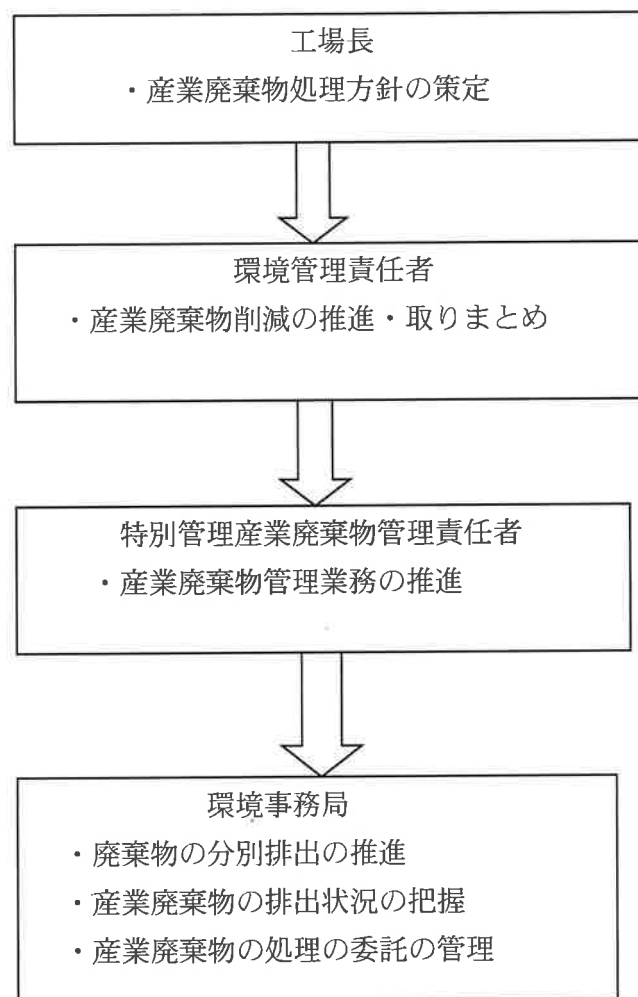 工場長
・産業廃棄物処理方針の策定
環境管理責任者
・産業廃棄物削減の推進・取りまとめ
特別管理産業廃棄物管理責任者
・産業廃棄物管理業務の推進
環境事務局
・廃棄物の分別排出の推進
・産業廃棄物の排出状況の把握
・産業廃棄物の処理の委託の管理